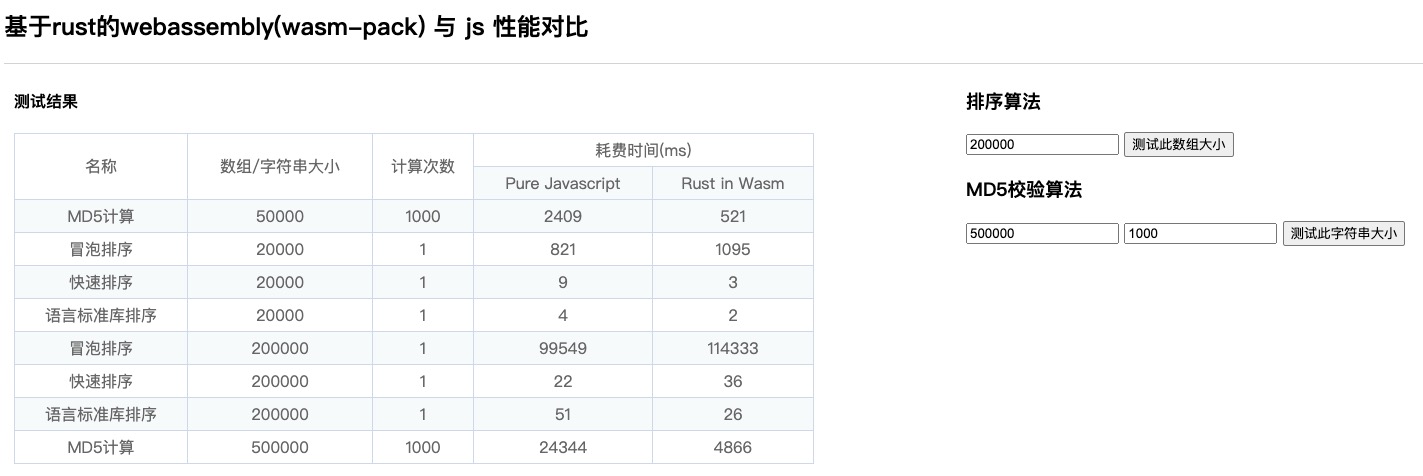 基于rust的webassembly(wasm-pack) 与 js 性能对比
测试结果
名称 数组/字符串大小 计算次数 耗费时间(ms)
Pure Javascript Rust in Wasm
MD5计算 50000 1000 2409 521
冒泡排序 20000 1 821 1095
快速排序 20000 1 9 3
语言标准库排序 20000 1 4 2
冒泡排序 200000 1 99549 114333
快速排序 200000 1 22 36
语言标准库排序 200000 1 51 26
MD5计算 500000 1000 24344 4866
排序算法
200000 测试此数组大小
MD5校验算法
500000 1000 测试此字符串大小